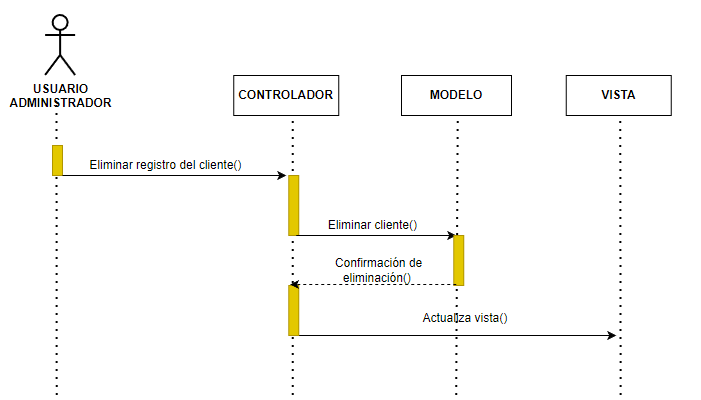 USUARIO
ADMINISTRADOR
CONTROLADOR
MODELO
VISTA
Eliminar registro del cliente()
Eliminar cliente()
Confirmación de
eliminación()
Actualiza vista()